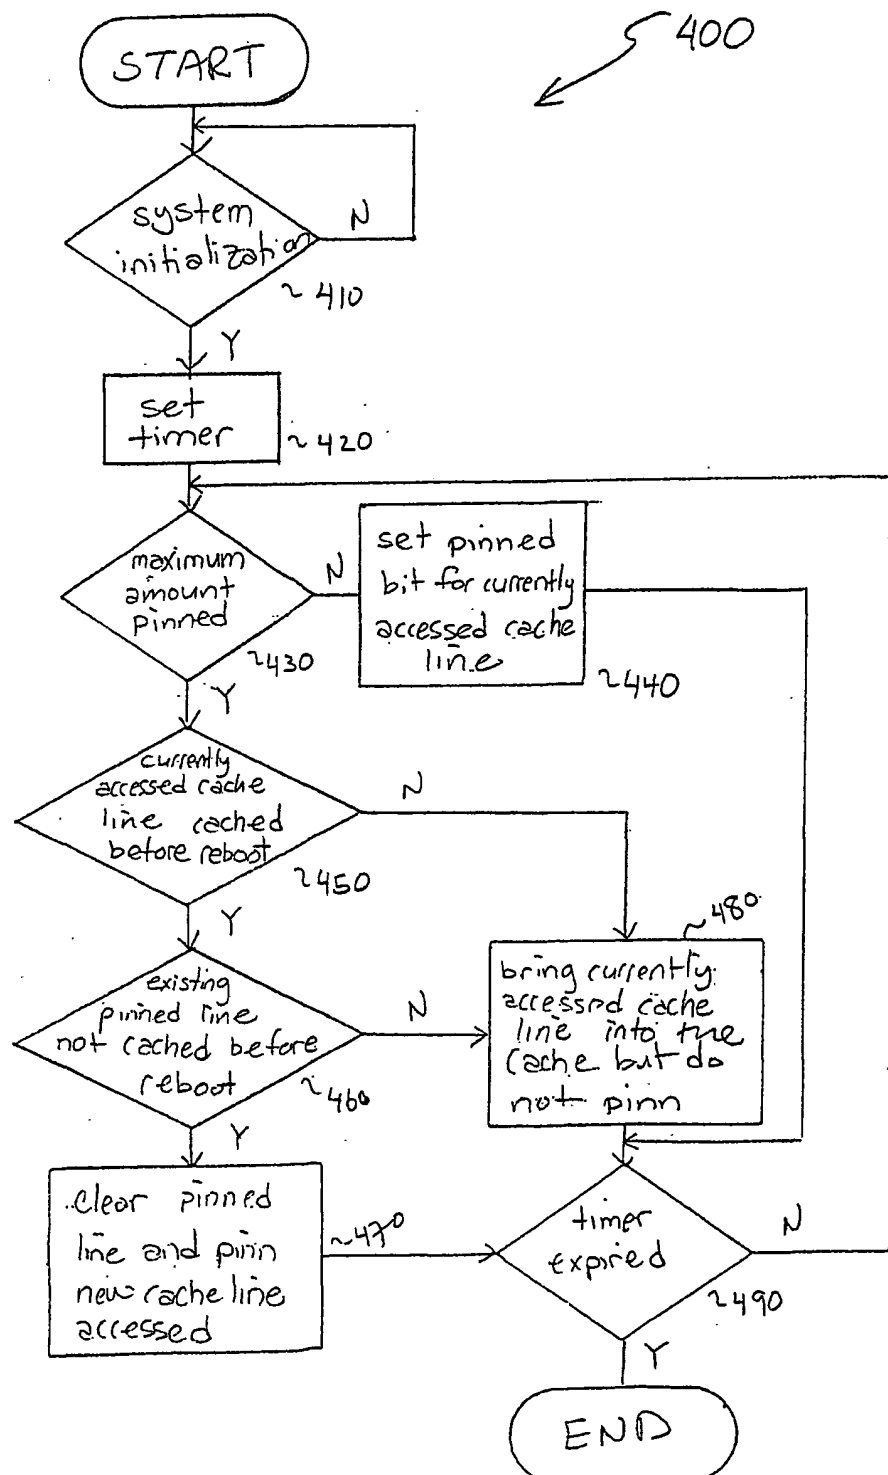 400
START
system
initialization
N
~410
Y
set
timer
~420
maximum
amount
pinned
N
~430
Y
set pinned
bit for currently
accessed cache
line
~440
currently
accessed cache
line cached
before reboot
N
~450
Y
existing
pinned line
not cached before
reboot
N
~460
Y
~480
bring currently
accessed cache
line into the
cache but do
not pinn
clear pinned
line and pinn
new cache line
accessed
~470
timer
expired
N
~490
Y
END